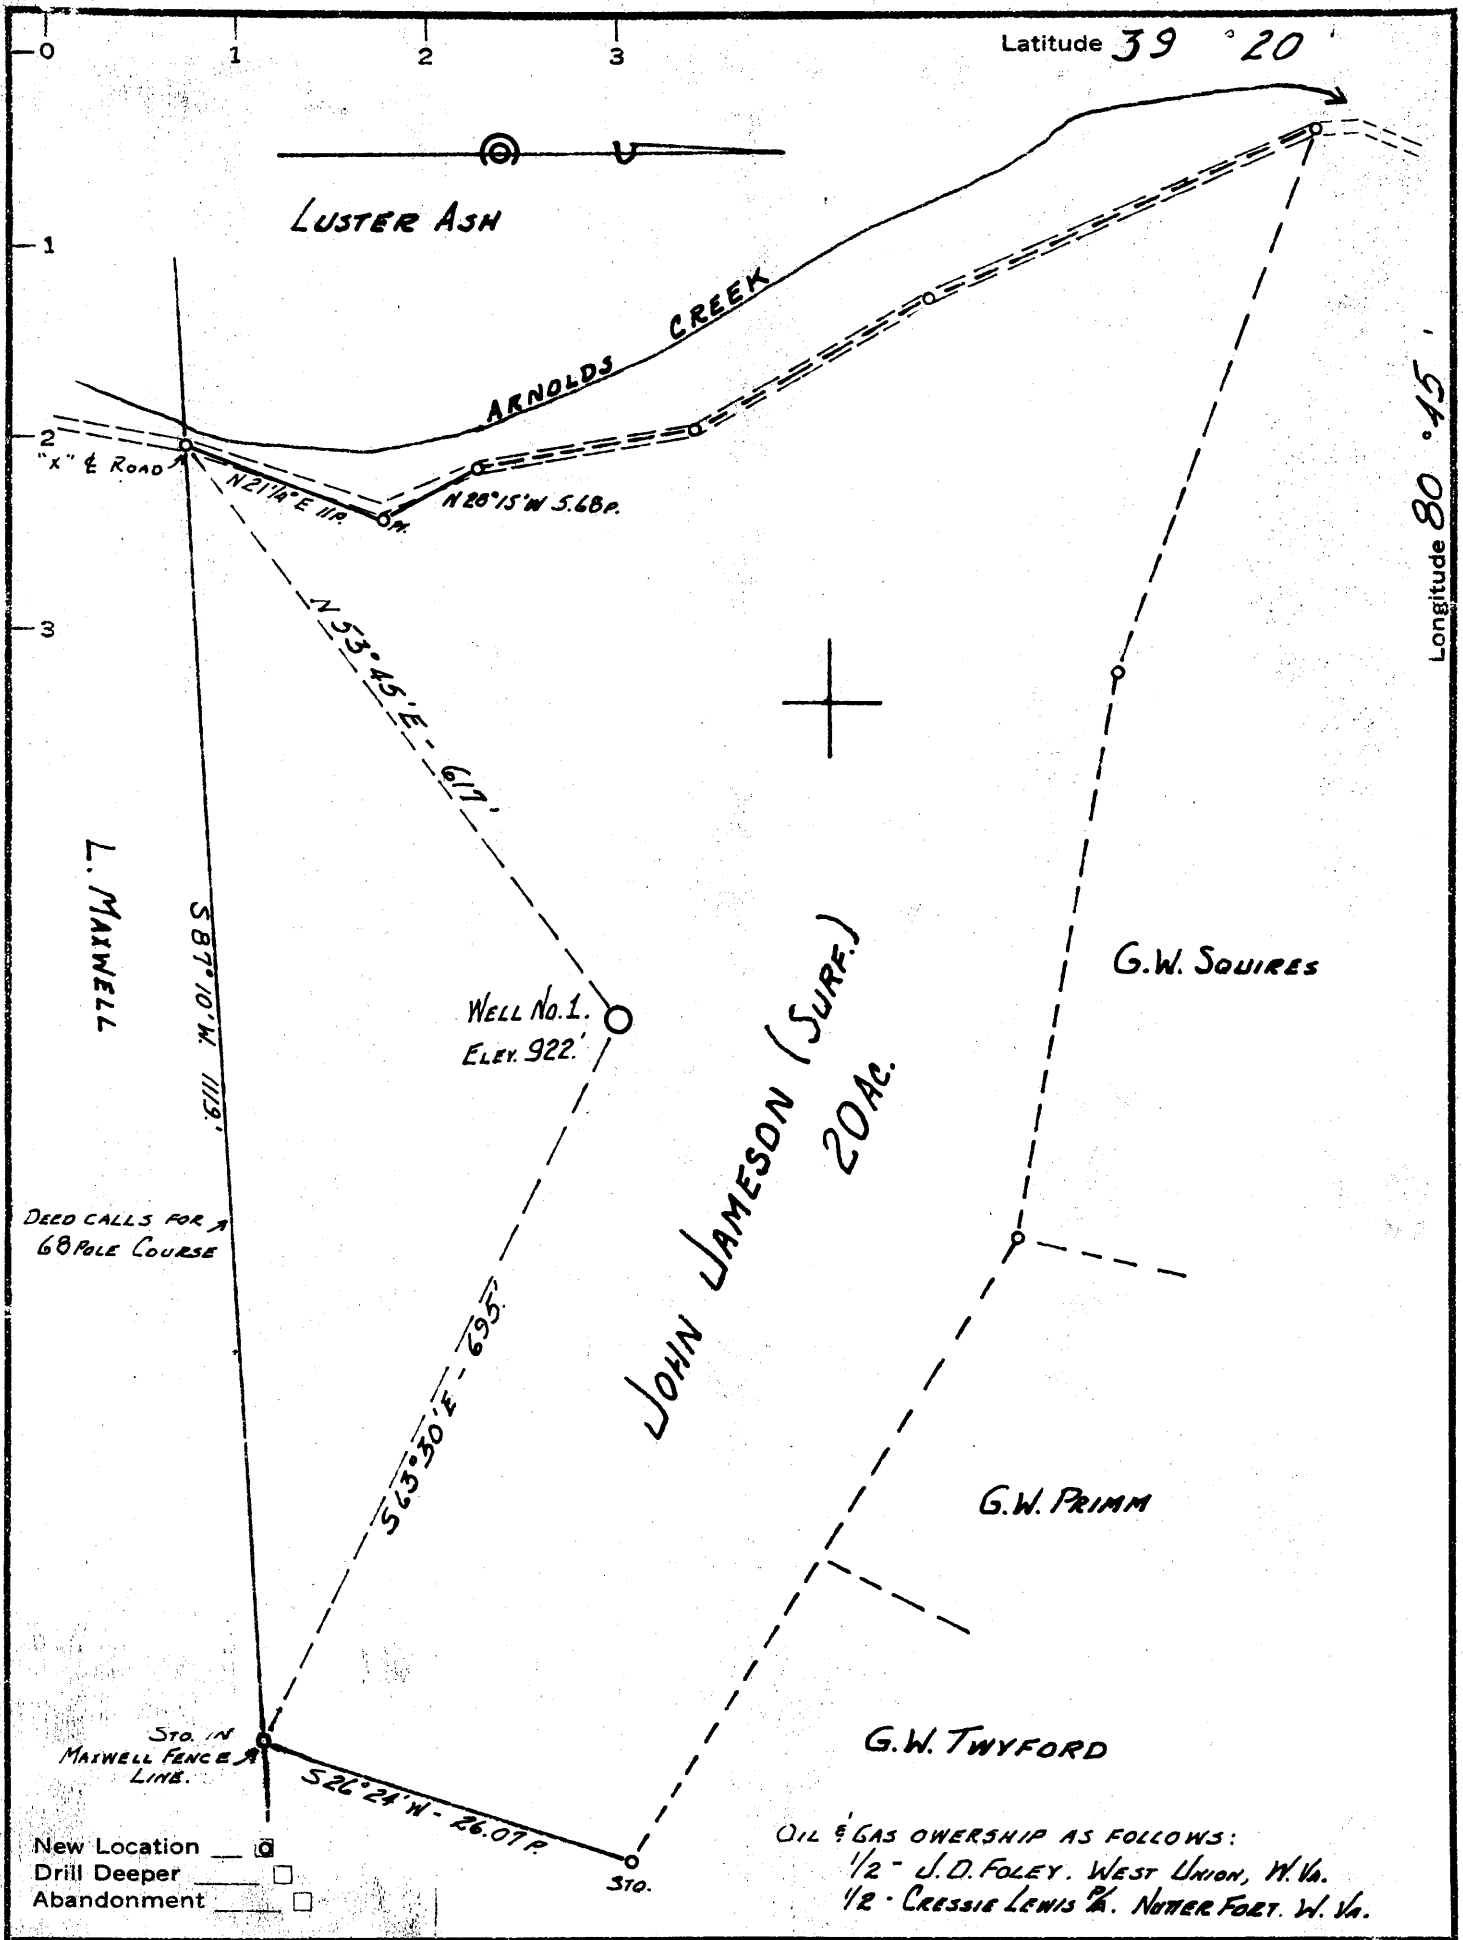 0
1
2
3
Latitude 39 ° 20 '
LUSTER ASH
1
ARNOLDS CREEK
2
"X" ₵ ROAD
N21¼°E 11P.
N28°15'W 5.68P.
Longitude 80 ° 45 '
3
N53°45'E - 617'
L. MAXWELL
S87°10'W. 1119.'
G.W. SQUIRES
WELL NO.1.
ELEV. 922.'
JOHN JAMESON (SURF.)
20AC.
DEED CALLS FOR
68 POLE COURSE
S63°30'E - 695.'
G.W. PRIMM
STO. IN
MAXWELL FENCE
LINE.
G.W. TWYFORD
S26°24'W - 26.07P.
STO.
New Location
Drill Deeper
Abandonment
OIL & GAS OWERSHIP AS FOLLOWS:
1/2 - J.D. FOLEY. WEST UNION, W. VA.
1/2 - CRESSIE LEWIS P/A. NUTTER FORT. W. VA.